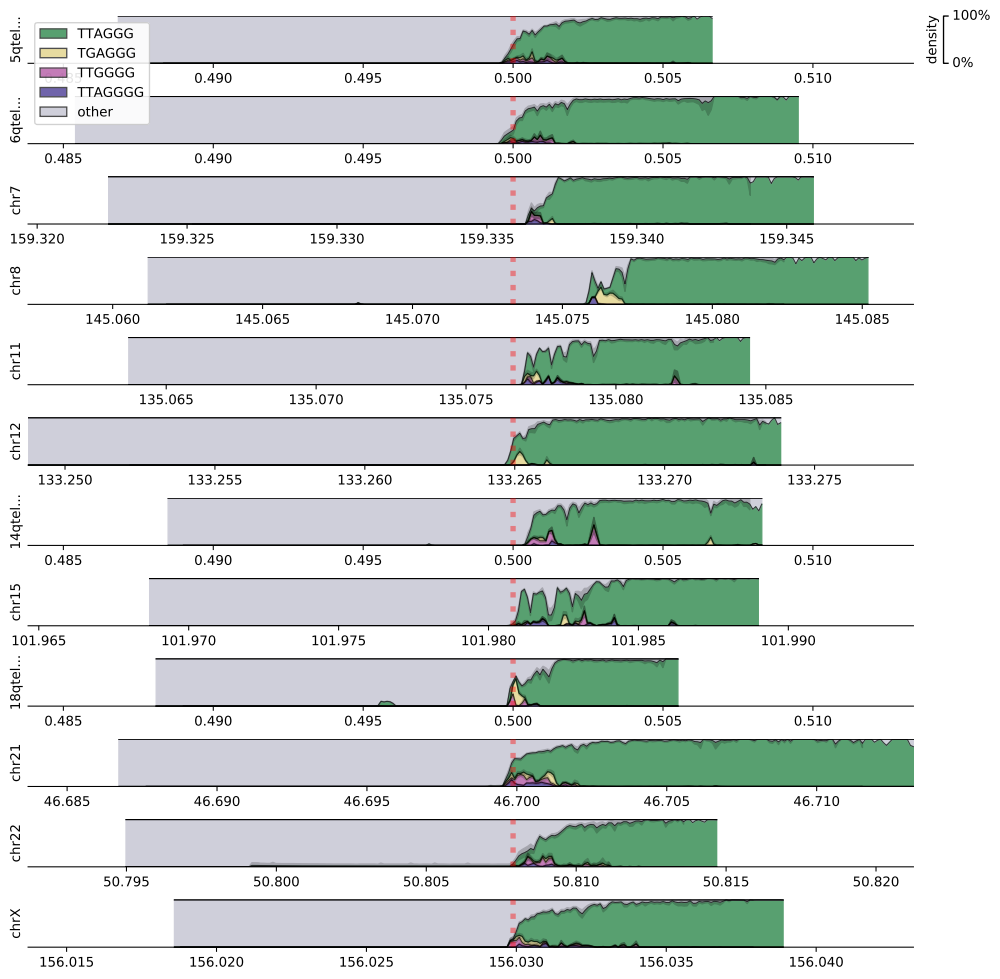 5qtel...
TTAGGG
TGAGGG
TTGGGG
TTAGGGG
other
density
100%
0%
0.485 0.490 0.495 0.500 0.505 0.510
6qtel...
0.485 0.490 0.495 0.500 0.505 0.510
chr7
159.320 159.325 159.330 159.335 159.340 159.345
chr8
145.060 145.065 145.070 145.075 145.080 145.085
chr11
135.065 135.070 135.075 135.080 135.085
chr12
133.250 133.255 133.260 133.265 133.270 133.275
14qtel...
0.485 0.490 0.495 0.500 0.505 0.510
chr15
101.965 101.970 101.975 101.980 101.985 101.990
18qtel...
0.485 0.490 0.495 0.500 0.505 0.510
chr21
46.685 46.690 46.695 46.700 46.705 46.710
chr22
50.795 50.800 50.805 50.810 50.815 50.820
chrX
156.015 156.020 156.025 156.030 156.035 156.040